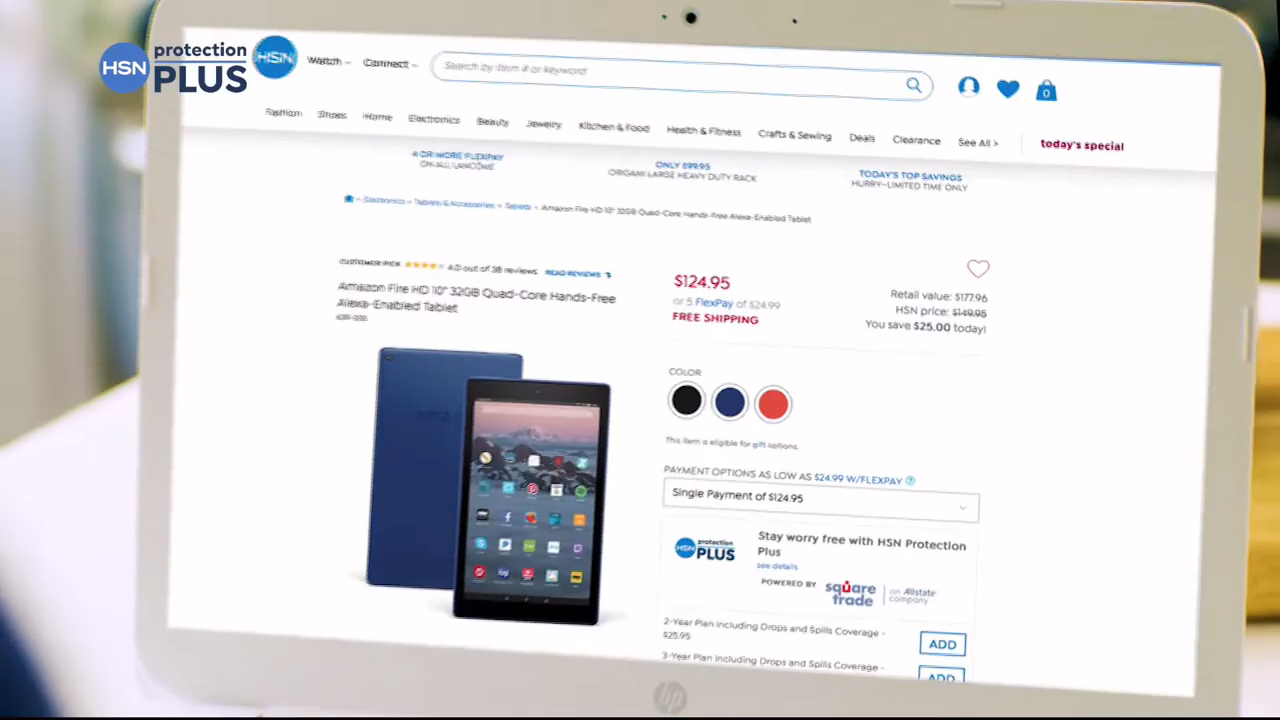 HSN protection PLUS
HSN Watch Connect Search by item # or keyword 0
Fashion Shoes Home Electronics Beauty Jewelry Kitchen & Food Health & Fitness Crafts & Sewing Deals Clearance See All > today's special
4 OR MORE FLEXPAY
ON ALL LANCOME
ONLY $99.95
ORIGAMI LARGE HEAVY DUTY RACK
TODAY'S TOP SAVINGS
HURRY-LIMITED TIME ONLY
Electronics Tablets & Accessories Tablets Amazon Fire HD 10" 32GB Quad-Core Hands-Free Alexa-Enabled Tablet
CUSTOMER PICK 4.0 out of 38 reviews READ REVIEWS
Amazon Fire HD 10" 32GB Quad-Core Hands-Free
Alexa-Enabled Tablet
$124.95
or 5 FlexPay of $24.99
FREE SHIPPING
Retail value: $177.96
HSN price: $149.95
You save $25.00 today!
COLOR
This item is eligible for gift options.
PAYMENT OPTIONS AS LOW AS $24.99 W/FLEXPAY ?
Single Payment of $124.95
HSN protection PLUS
Stay worry free with HSN Protection
Plus
see details
POWERED BY square trade an Allstate company
2-Year Plan Including Drops and Spills Coverage -
$25.95
ADD
3-Year Plan Including Drops and Spills Coverage -
ADD
hp